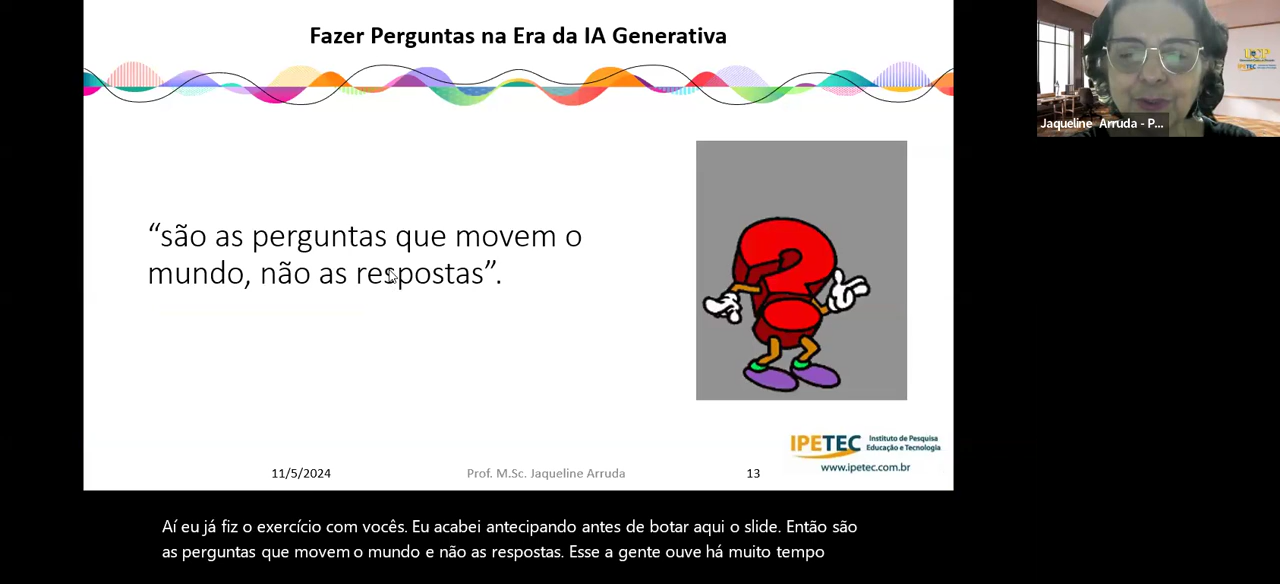 Fazer Perguntas na Era da IA Generativa
“são as perguntas que movem o
mundo, não as respostas”.
IPETEC Instituto de Pesquisa
Educação e Tecnologia
www.ipetec.com.br
11/5/2024 Prof. M.Sc. Jaqueline Arruda 13
Jaqueline Arruda - P...
IPETEC
Aí eu já fiz o exercício com vocês. Eu acabei antecipando antes de botar aqui o slide. Então são
as perguntas que movem o mundo e não as respostas. Esse a gente ouve há muito tempo